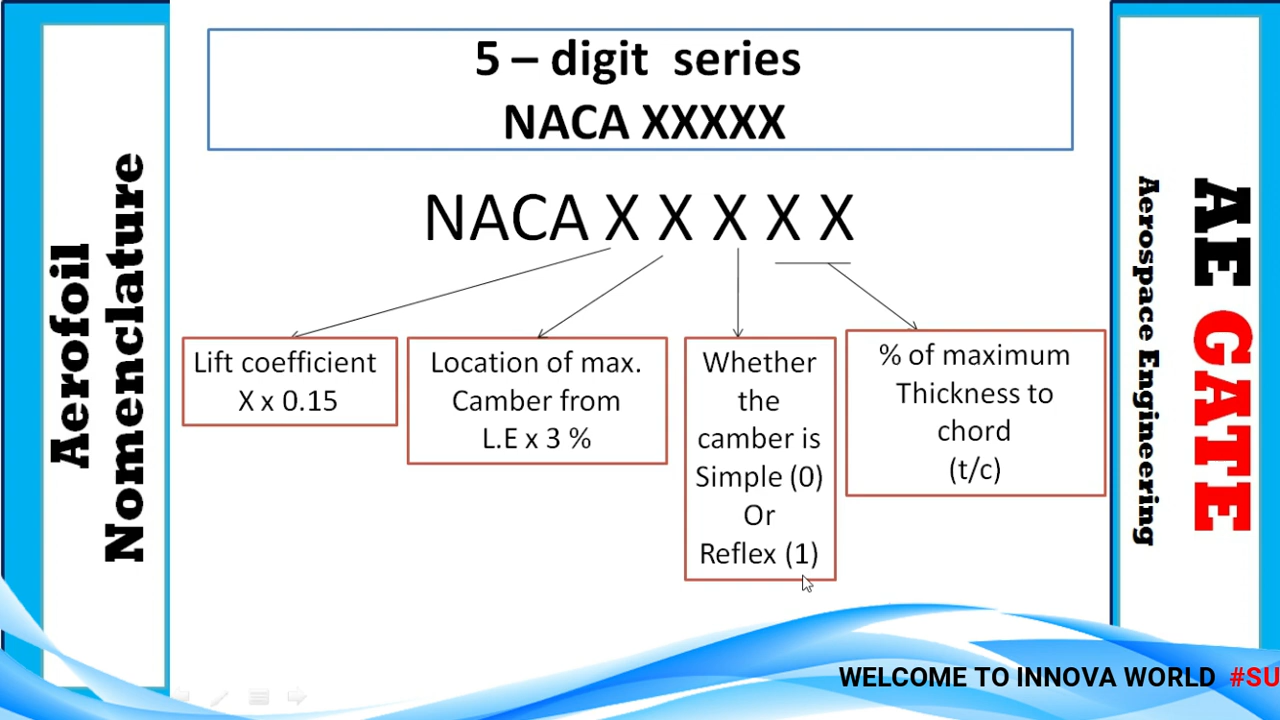 Aerofoil
Nomenclature
5 – digit series
NACA XXXXX
NACA X X X X X
Lift coefficient
X x 0.15
Location of max.
Camber from
L.E x 3 %
Whether
the
camber is
Simple (0)
Or
Reflex (1)
% of maximum
Thickness to
chord
(t/c)
AE GATE
Aerospace Engineering
WELCOME TO INNOVA WORLD #SU